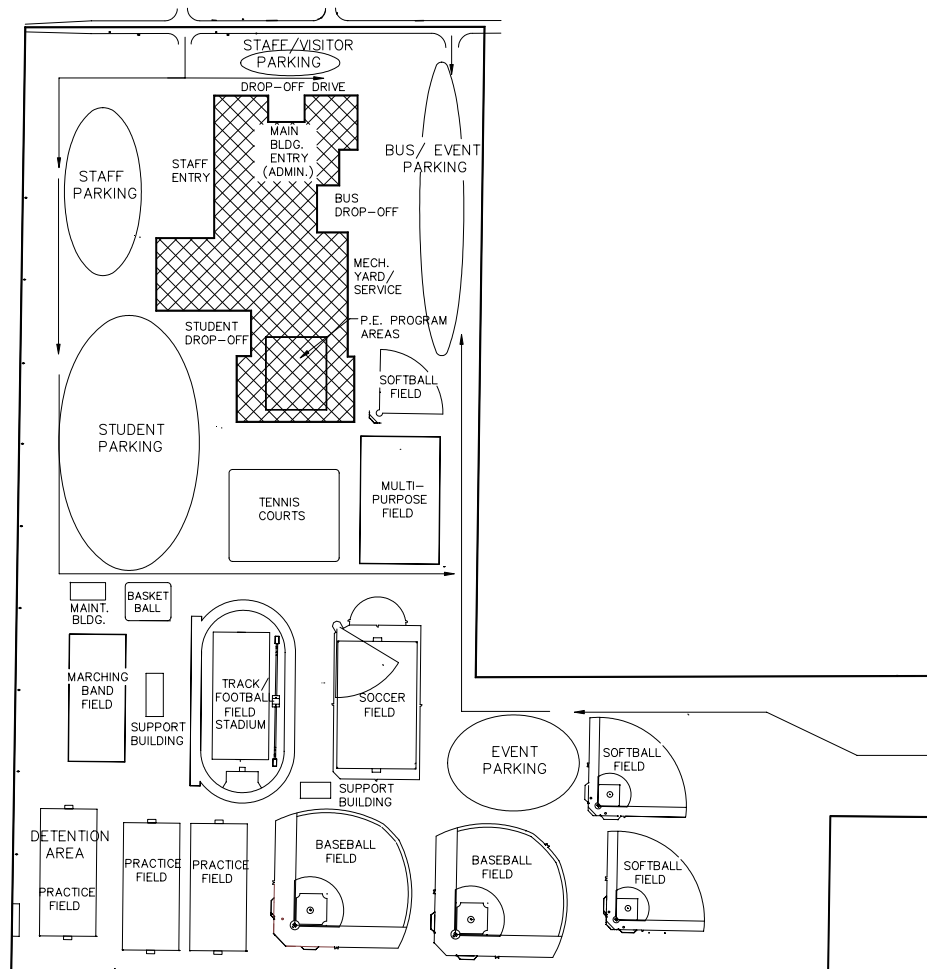 STAFF/VISITOR
PARKING
DROP-OFF DRIVE
MAIN
BLDG.
ENTRY
(ADMIN.)
STAFF
ENTRY
STAFF
PARKING
BUS/ EVENT
PARKING
BUS
DROP-OFF
MECH.
YARD/
SERVICE
STUDENT
DROP-OFF
P.E. PROGRAM
AREAS
SOFTBALL
FIELD
STUDENT
PARKING
TENNIS
COURTS
MULTI-
PURPOSE
FIELD
MAINT.
BLDG.
BASKET
BALL
MARCHING
BAND
FIELD
SUPPORT
BUILDING
TRACK/
FOOTBALL
FIELD
STADIUM
SOCCER
FIELD
EVENT
PARKING
SOFTBALL
FIELD
SUPPORT
BUILDING
DETENTION
AREA
PRACTICE
FIELD
PRACTICE
FIELD
PRACTICE
FIELD
BASEBALL
FIELD
BASEBALL
FIELD
SOFTBALL
FIELD